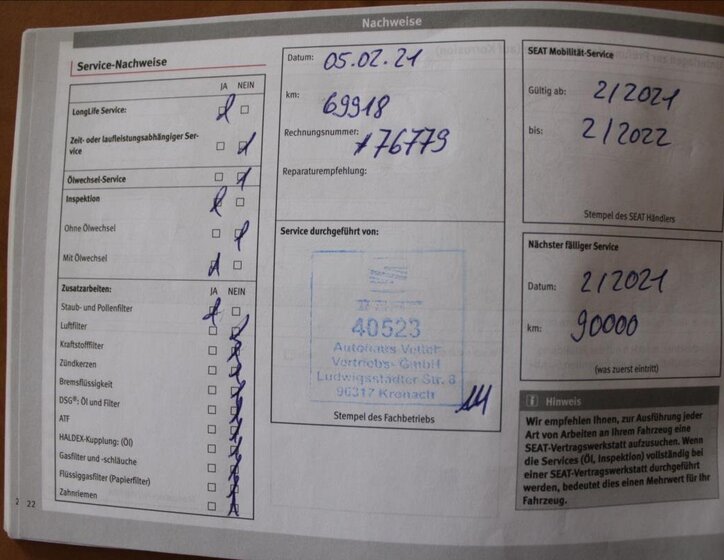 Nachweise
Service-Nachweise
JA NEIN
LongLife Service:
Zeit- oder laufleistungsabhängiger Ser-
vice
Ölwechsel-Service
Inspektion
Ohne Ölwechsel
Mit Ölwechsel
Zusatzarbeiten: JA NEIN
Staub- und Pollenfilter
Luftfilter
Kraftstofffilter
Zündkerzen
Bremsflüssigkeit
DSG®: Öl und Filter
ATF
HALDEX-Kupplung: (Öl)
Gasfilter und -schläuche
Flüssiggasfilter (Papierfilter)
Zahnriemen
22
Datum: 05.02.21
km: 69918
Rechnungsnummer:
176779
Reparaturempfehlung:
Service durchgeführt von:
40523
Autohaus Vetter
Vertriebs- GmbH
Ludwigsstädter Str. 8
96317 Kronach
Stempel des Fachbetriebs
SEAT Mobilität-Service
Gültig ab: 2/2021
bis: 2/2022
Stempel des SEAT Händlers
Nächster fälliger Service
Datum: 2/2021
km: 90000
(was zuerst eintritt)
Hinweis
Wir empfehlen Ihnen, zur Ausführung jeder
Art von Arbeiten an Ihrem Fahrzeug eine
SEAT-Vertragswerkstatt aufzusuchen. Wenn
die Services (Öl, Inspektion) vollständig bei
einer SEAT-Vertragswerkstatt durchgeführt
werden, bedeutet dies einen Mehrwert für Ihr
Fahrzeug.